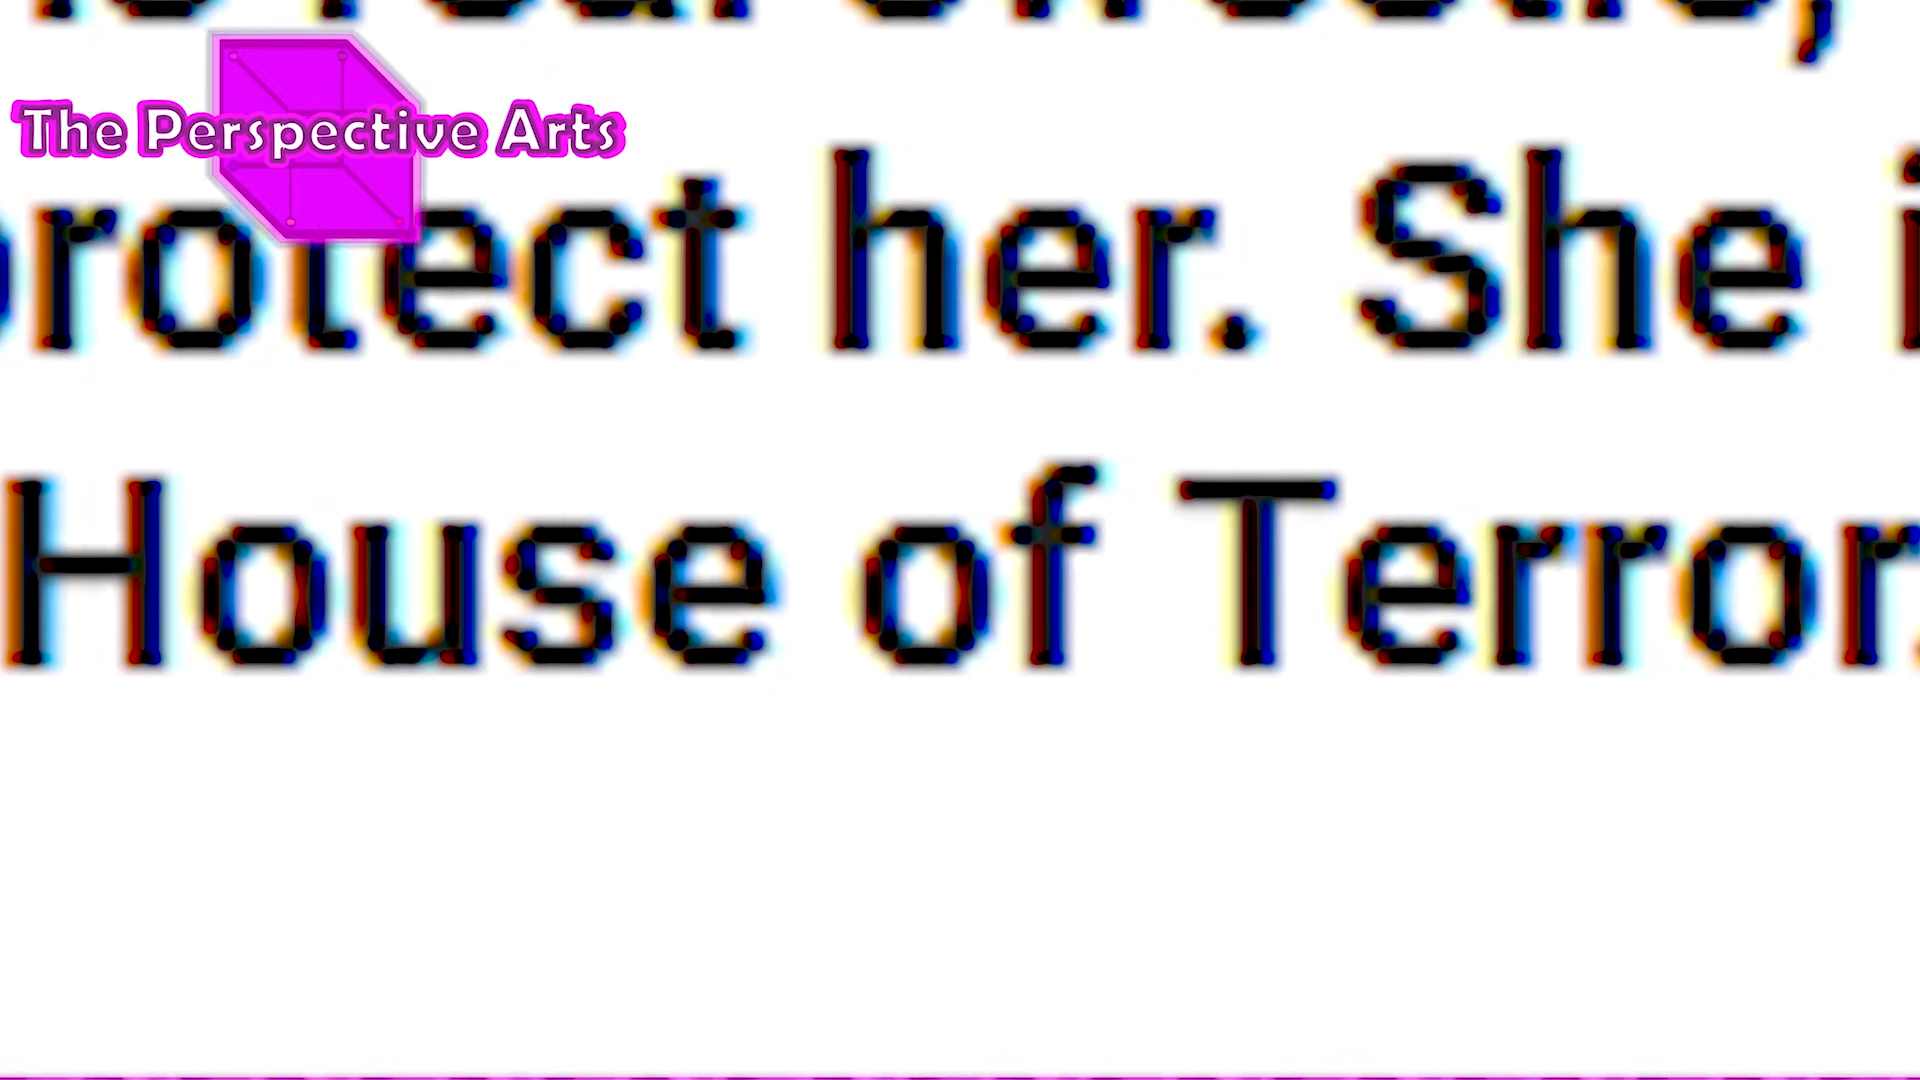 The Perspective Arts
protect her. She
House of Terror.